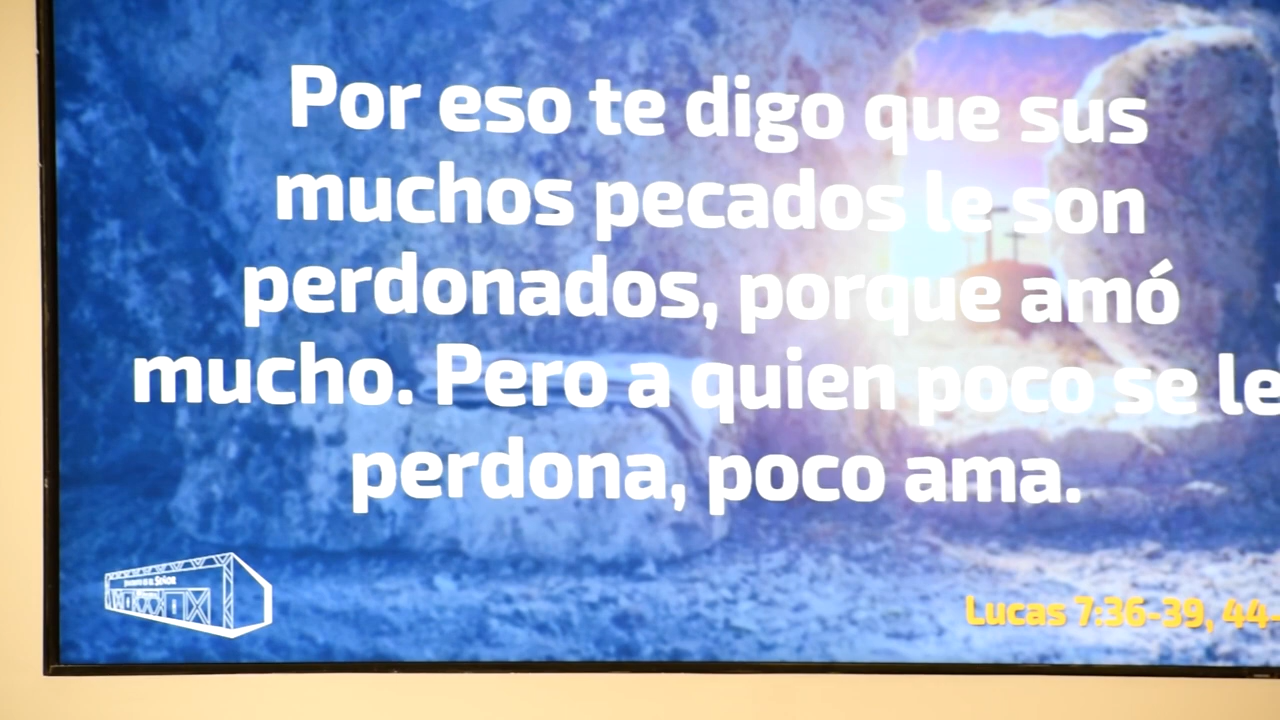 Por eso te digo que sus
muchos pecados le son
perdonados, porque amó
mucho. Pero a quien poco se le
perdona, poco ama.
SEÑOR
Lucas 7:36-39, 44-